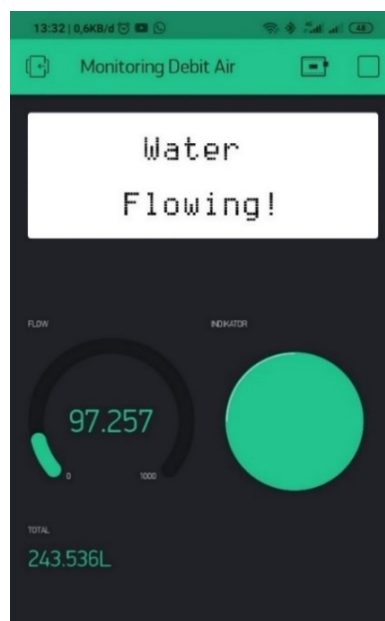 13:32 | 0,6KB/d
48
Monitoring Debit Air
Water
Flowing!
FLOW
INDIKATOR
97.257
0
1000
TOTAL
243.536L